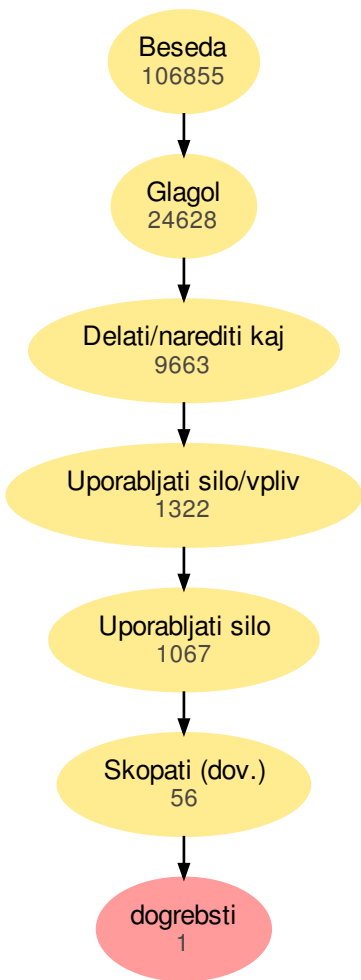 Beseda
106855
Glagol
24628
Delati/narediti kaj
9663
Uporabljati silo/vpliv
1322
Uporabljati silo
1067
Skopati (dov.)
56
dogrebsti
1